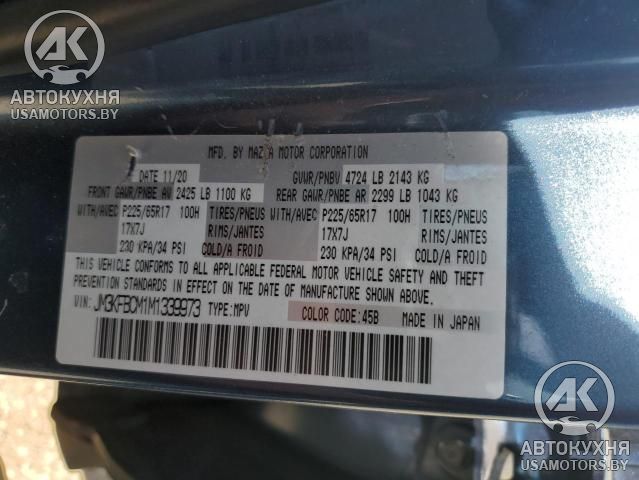 AK
АВТОКУХНЯ
USAMOTORS.BY
MFD. BY MAZDA MOTOR CORPORATION
DATE 11/20 GVWR/PNBV 4724 LB 2143 KG
FRONT GAWR/PNBE AV 2425 LB 1100 KG REAR GAWR/PNBE AR 2299 LB 1043 KG
WITH/AVEC P225/65R17 100H TIRES/PNEUS WITH/AVEC P225/65R17 100H TIRES/PNEUS
17X7J RIMS/JANTES 17X7J RIMS/JANTES
230 KPA/34 PSI COLD/A FROID 230 KPA/34 PSI COLD/A FROID
THIS VEHICLE CONFORMS TO ALL APPLICABLE FEDERAL MOTOR VEHICLE SAFETY AND THEFT
PREVENTION STANDARDS IN EFFECT ON THE DATE OF MANUFACTURE SHOWN ABOVE.
VIN: JM3KFBCM1M1339973 TYPE:MPV COLOR CODE:45B MADE IN JAPAN
AK
АВТОКУХНЯ
USAMOTORS.BY